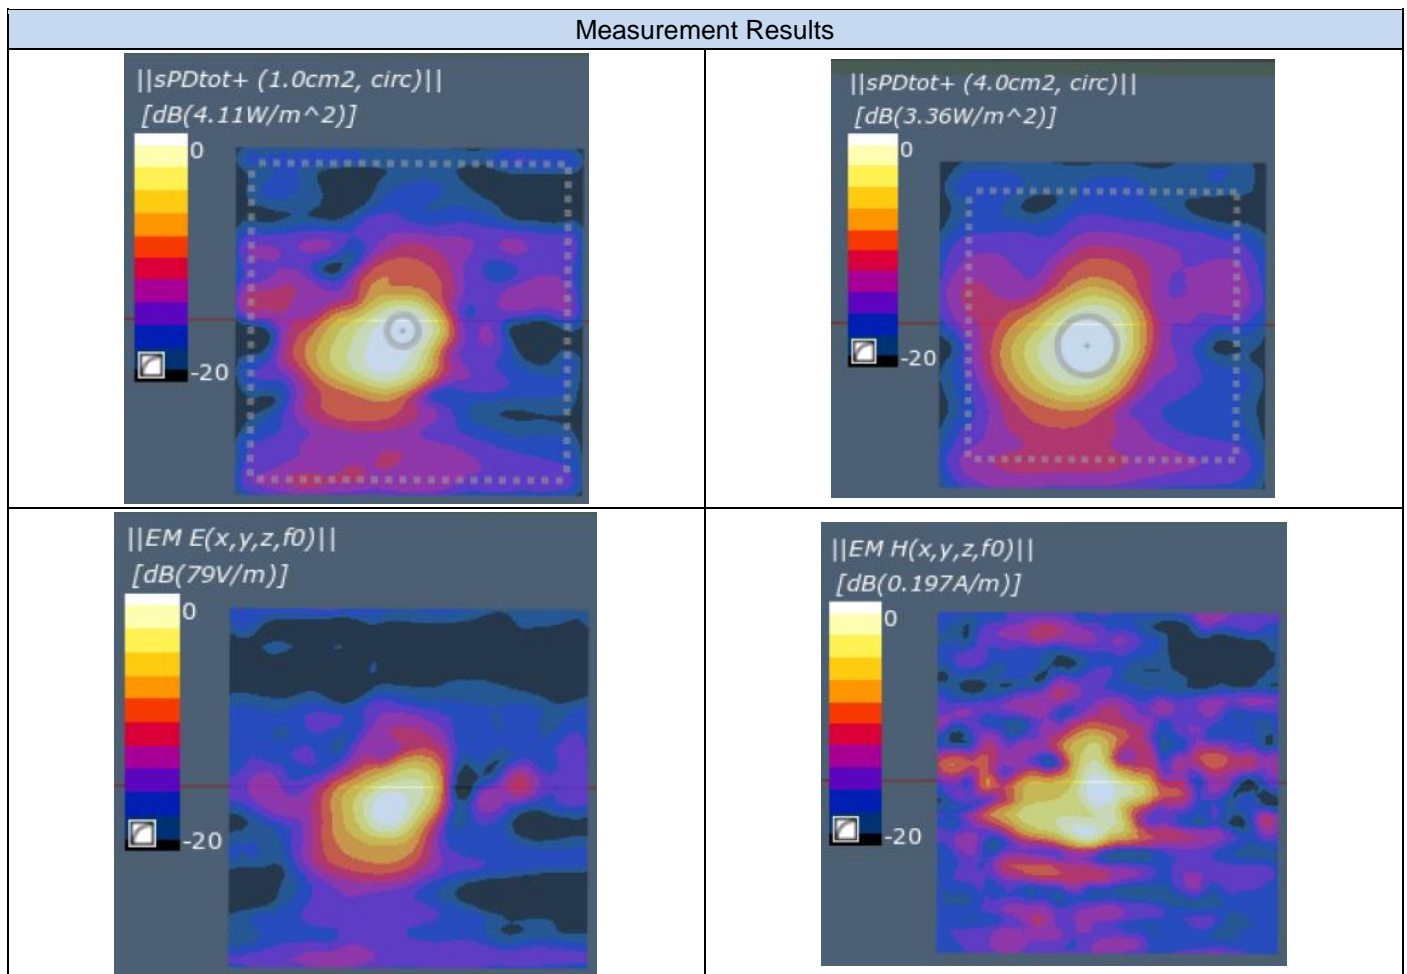 Measurement Results
||sPDtot+ (1.0cm2, circ)||
[dB(4.11W/m^2)]
0
-20
||sPDtot+ (4.0cm2, circ)||
[dB(3.36W/m^2)]
0
-20
||EM E(x,y,z,f0)||
[dB(79V/m)]
0
-20
||EM H(x,y,z,f0)||
[dB(0.197A/m)]
0
-20